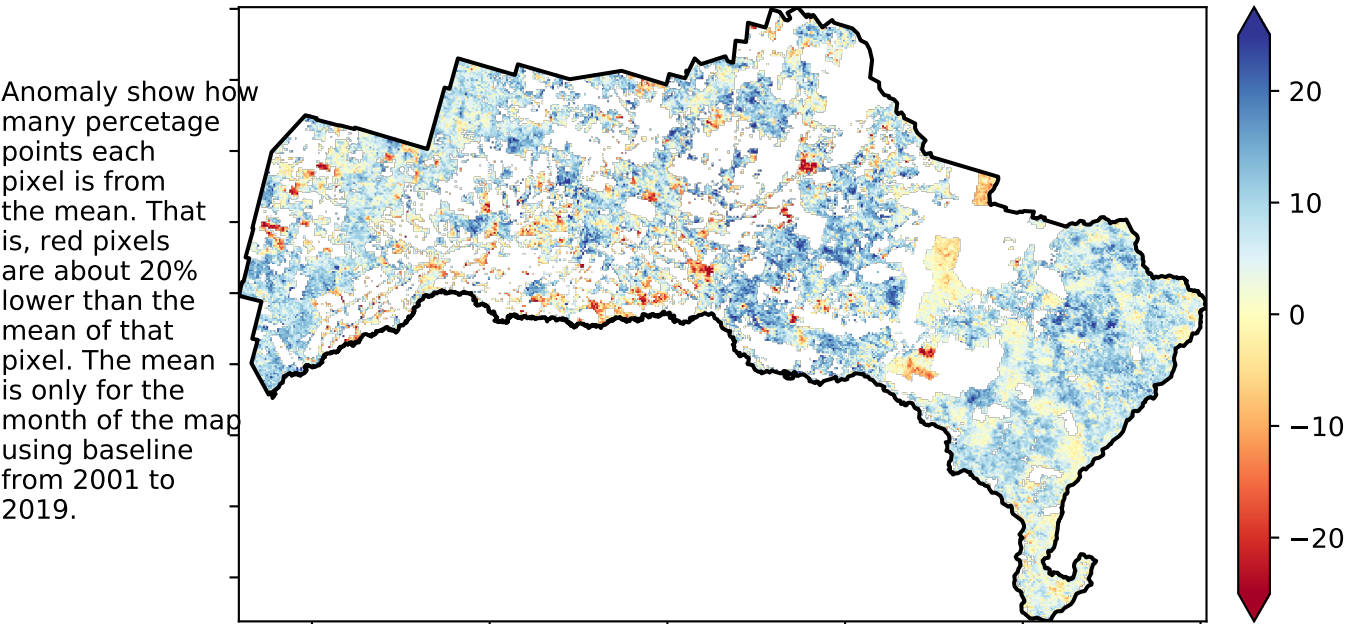 Anomaly show how
many percetage
points each
pixel is from
the mean. That
is, red pixels
are about 20%
lower than the
mean of that
pixel. The mean
is only for the
month of the map
using baseline
from 2001 to
2019.
20
10
0
−10
−20